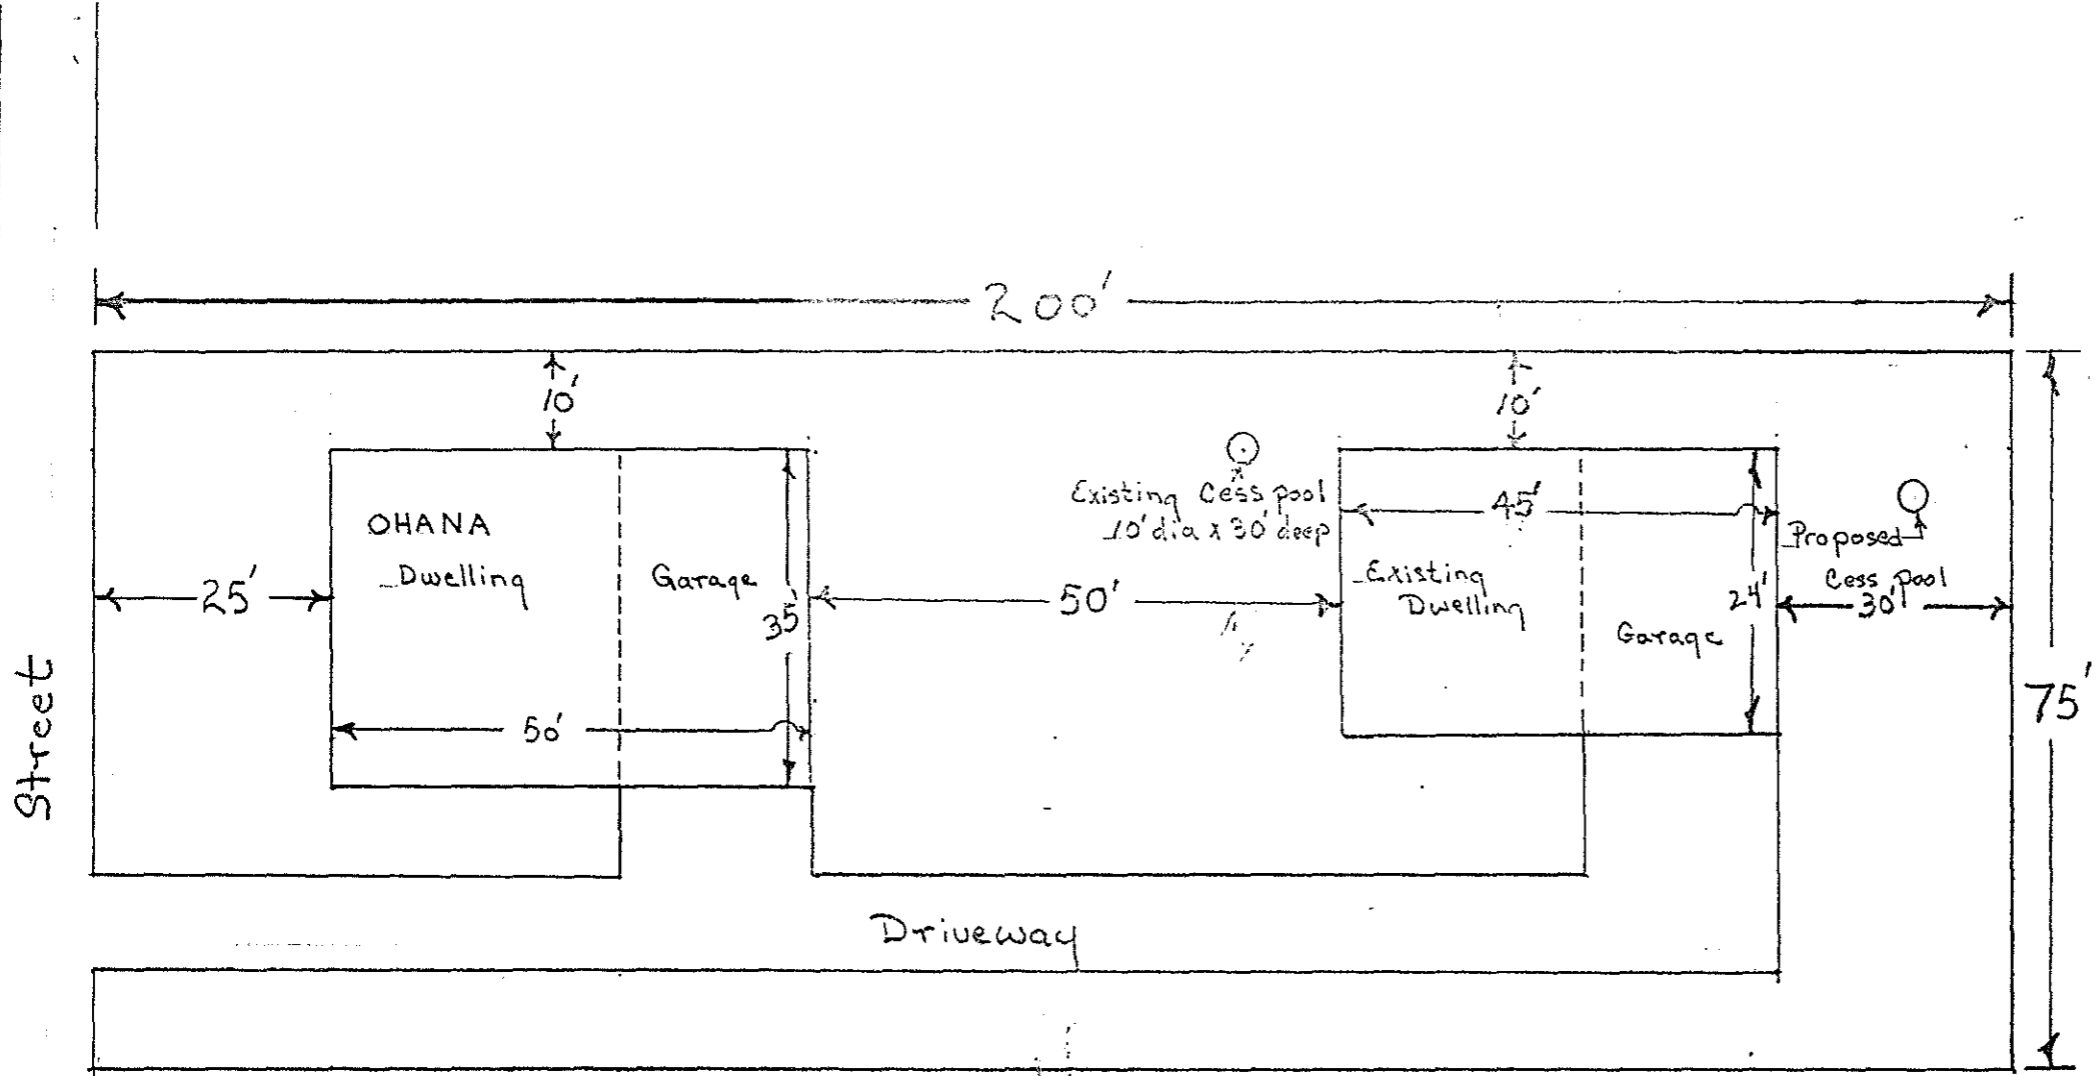 200'
10'
10'
Existing Cess pool
10' dia x 30' deep
45'
OHANA
Dwelling
Garage
35'
25'
50'
50'
Existing
Dwelling
Garage
24'
Proposed
Cess pool
30'
75'
Street
Driveway